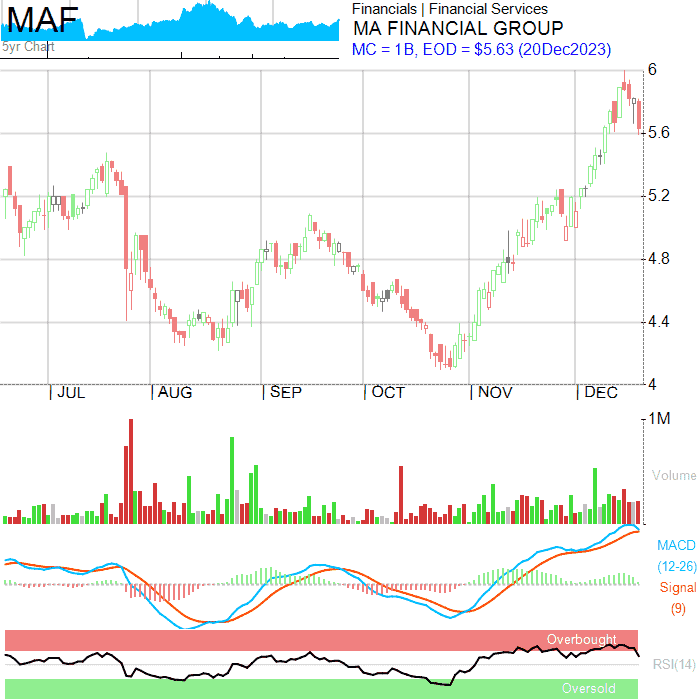 MAF
5yr Chart
Financials | Financial Services
MA FINANCIAL GROUP
MC = 1B, EOD = $5.63 (20Dec2023)
6
5.6
5.2
4.8
4.4
4
JUL
AUG
SEP
OCT
NOV
DEC
1M
Volume
MACD
(12-26)
Signal
(9)
Overbought
RSI(14)
Oversold